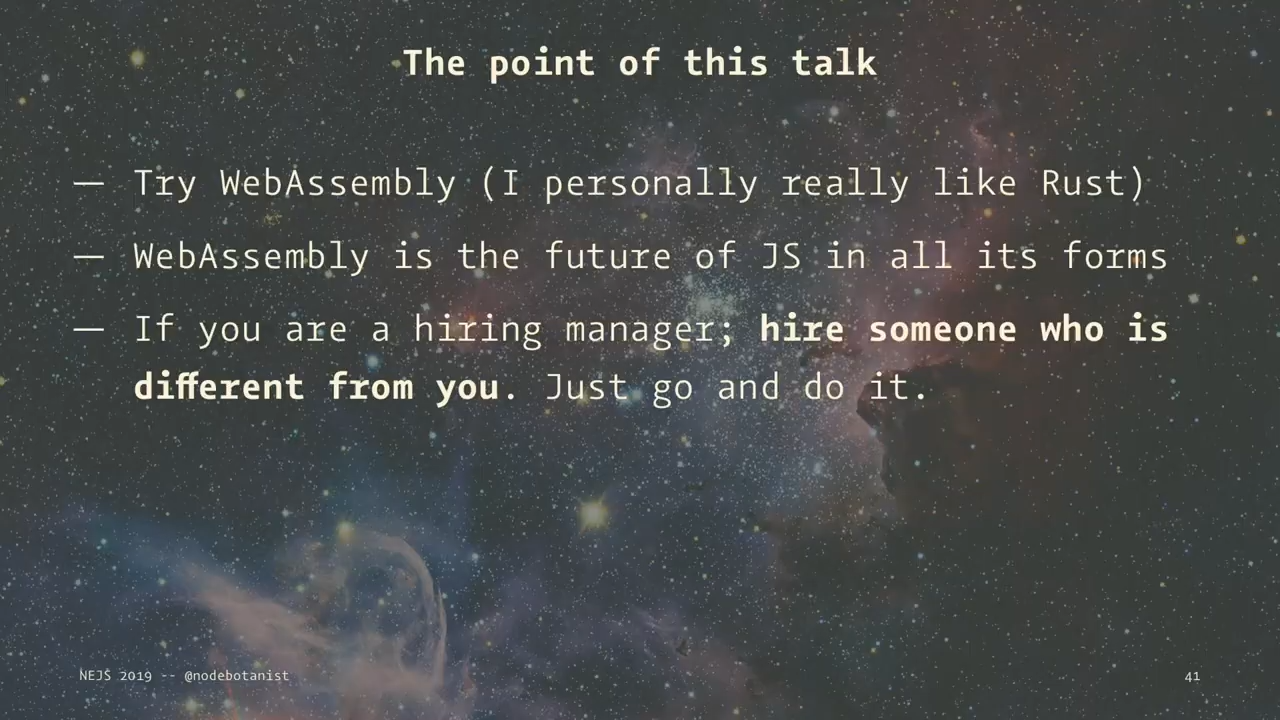 The point of this talk
— Try WebAssembly (I personally really like Rust)
— WebAssembly is the future of JS in all its forms
— If you are a hiring manager; hire someone who is
different from you. Just go and do it.
NEJS 2019 -- @nodebotanist
41